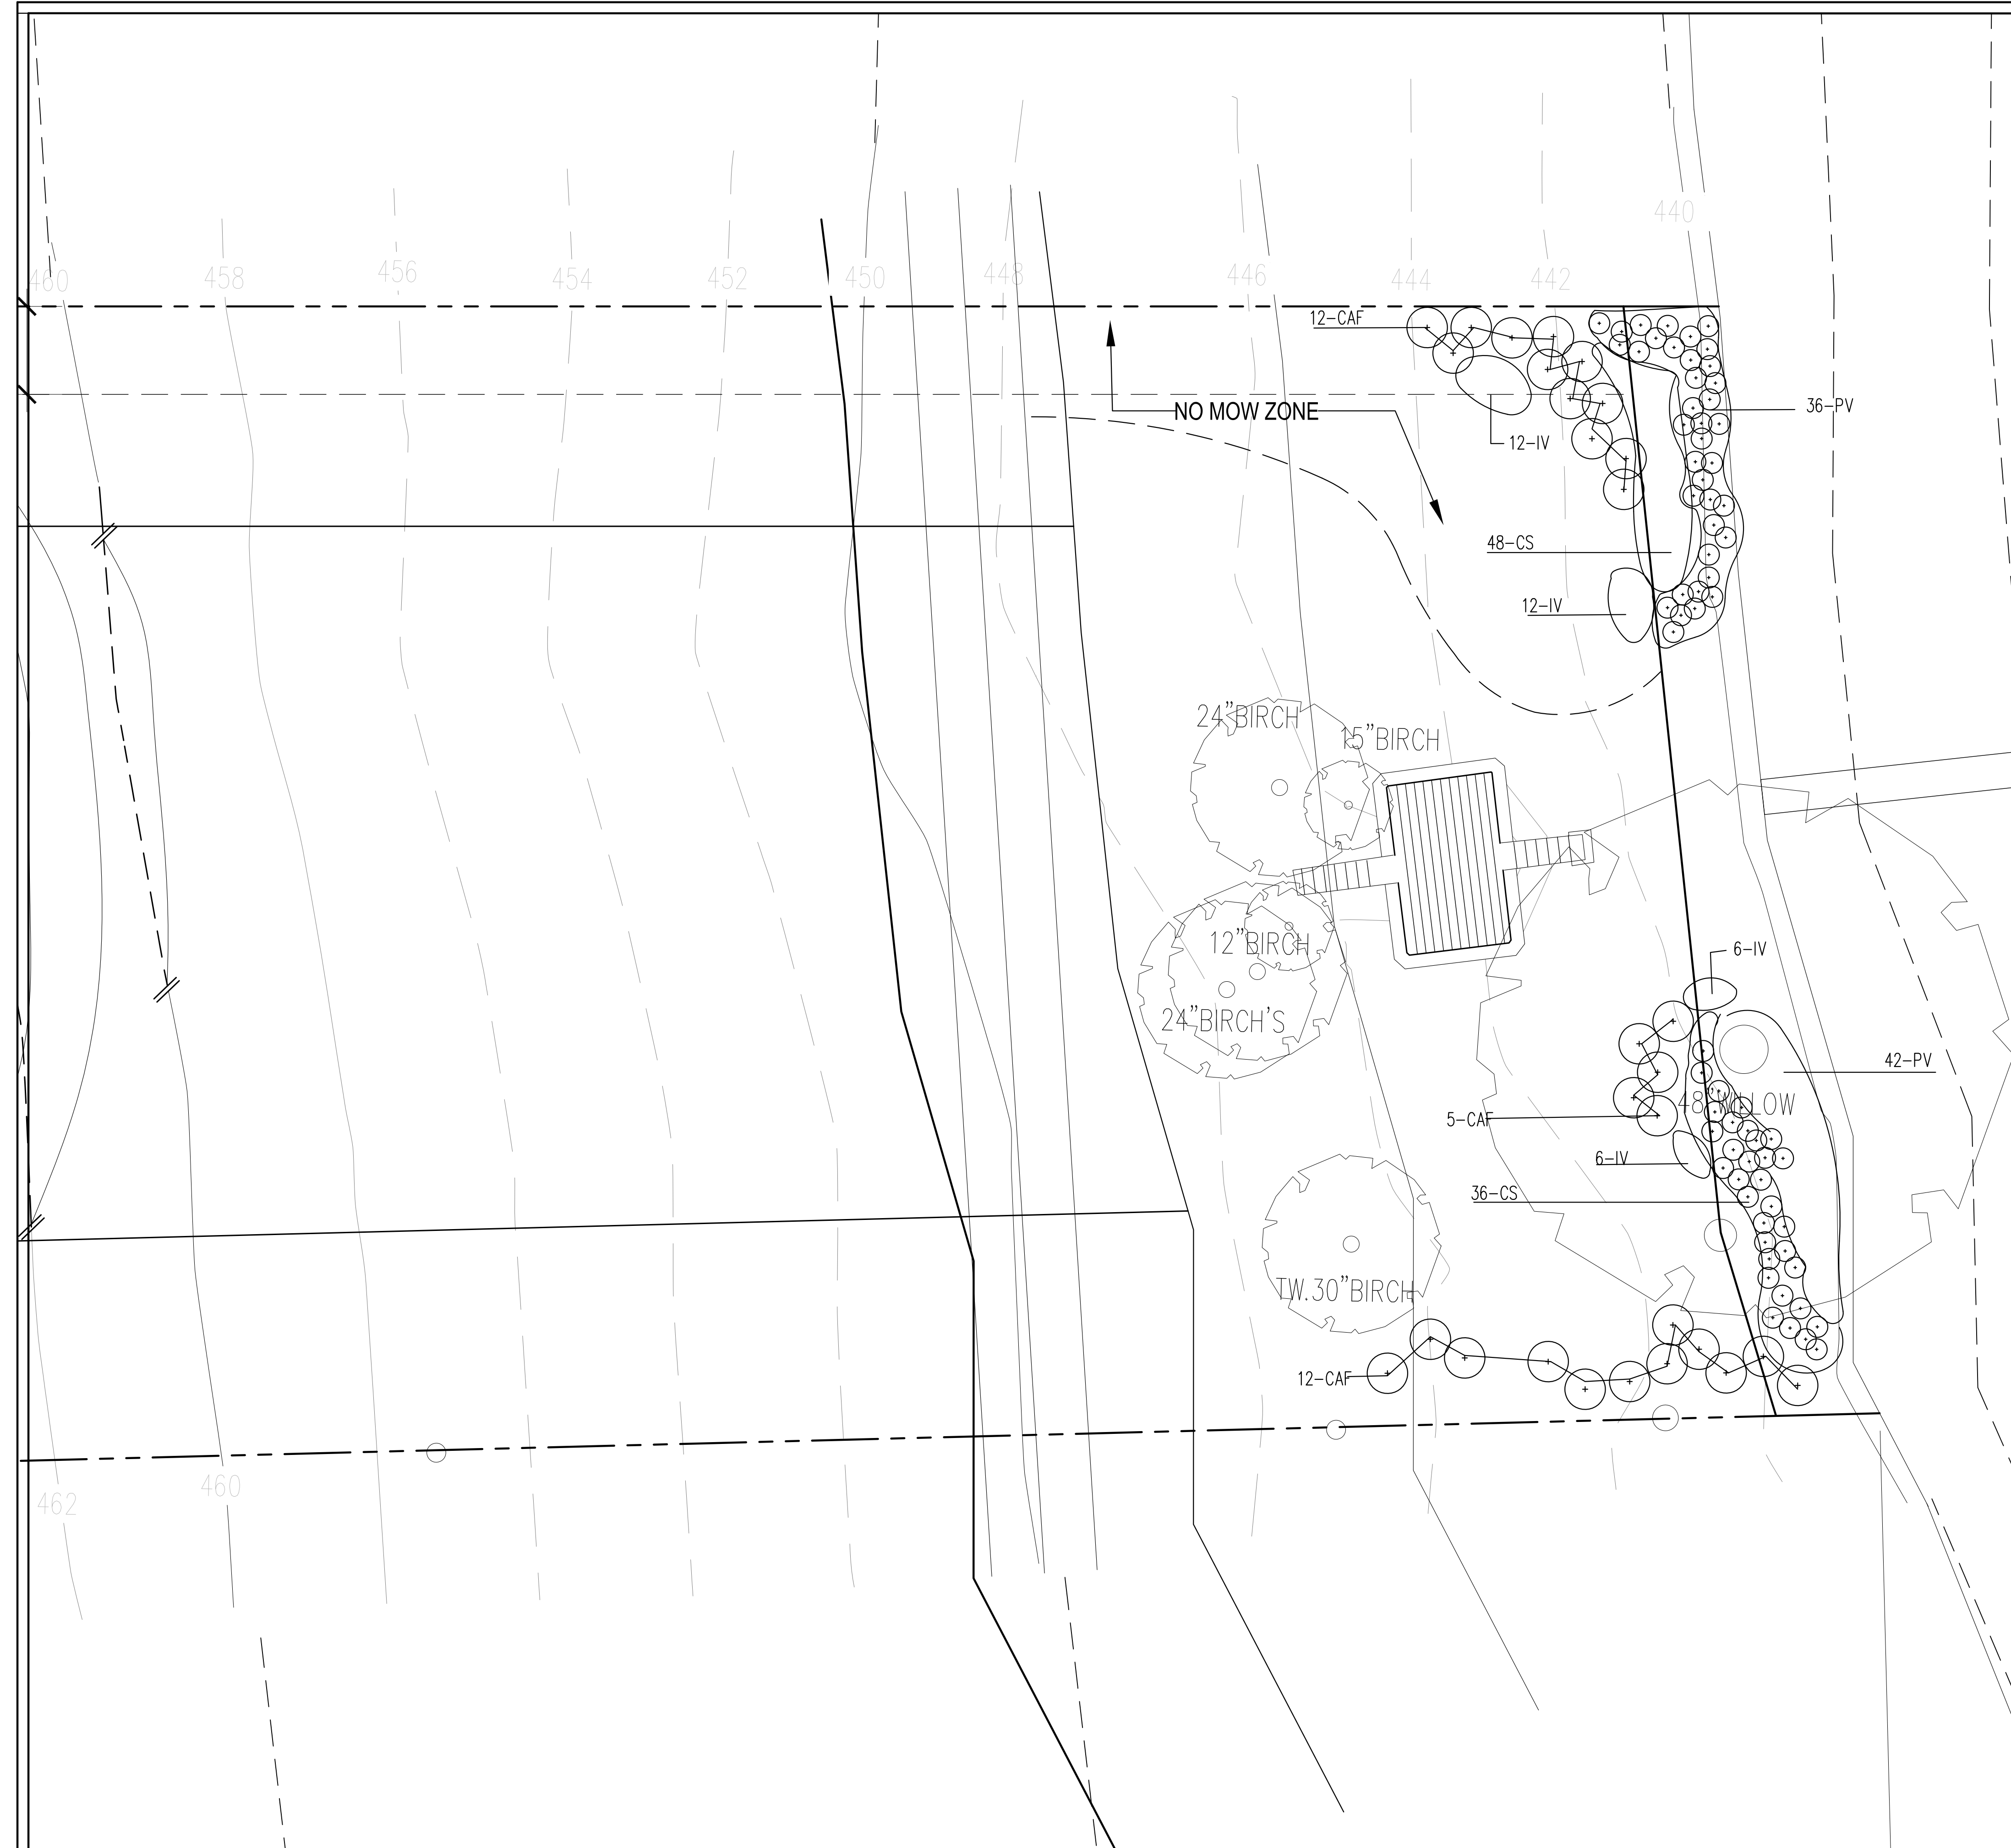 440
460
458
456
454
452
450
448
446
444
442
12-CAF
NO MOW ZONE
36-PV
12-IV
48-CS
12-IV
24"BIRCH
15"BIRCH
12"BIRCH
6-IV
24"BIRCH'S
42-PV
48"WILLOW
5-CAF
6-IV
36-CS
TW.30"BIRCH
12-CAF
460
462